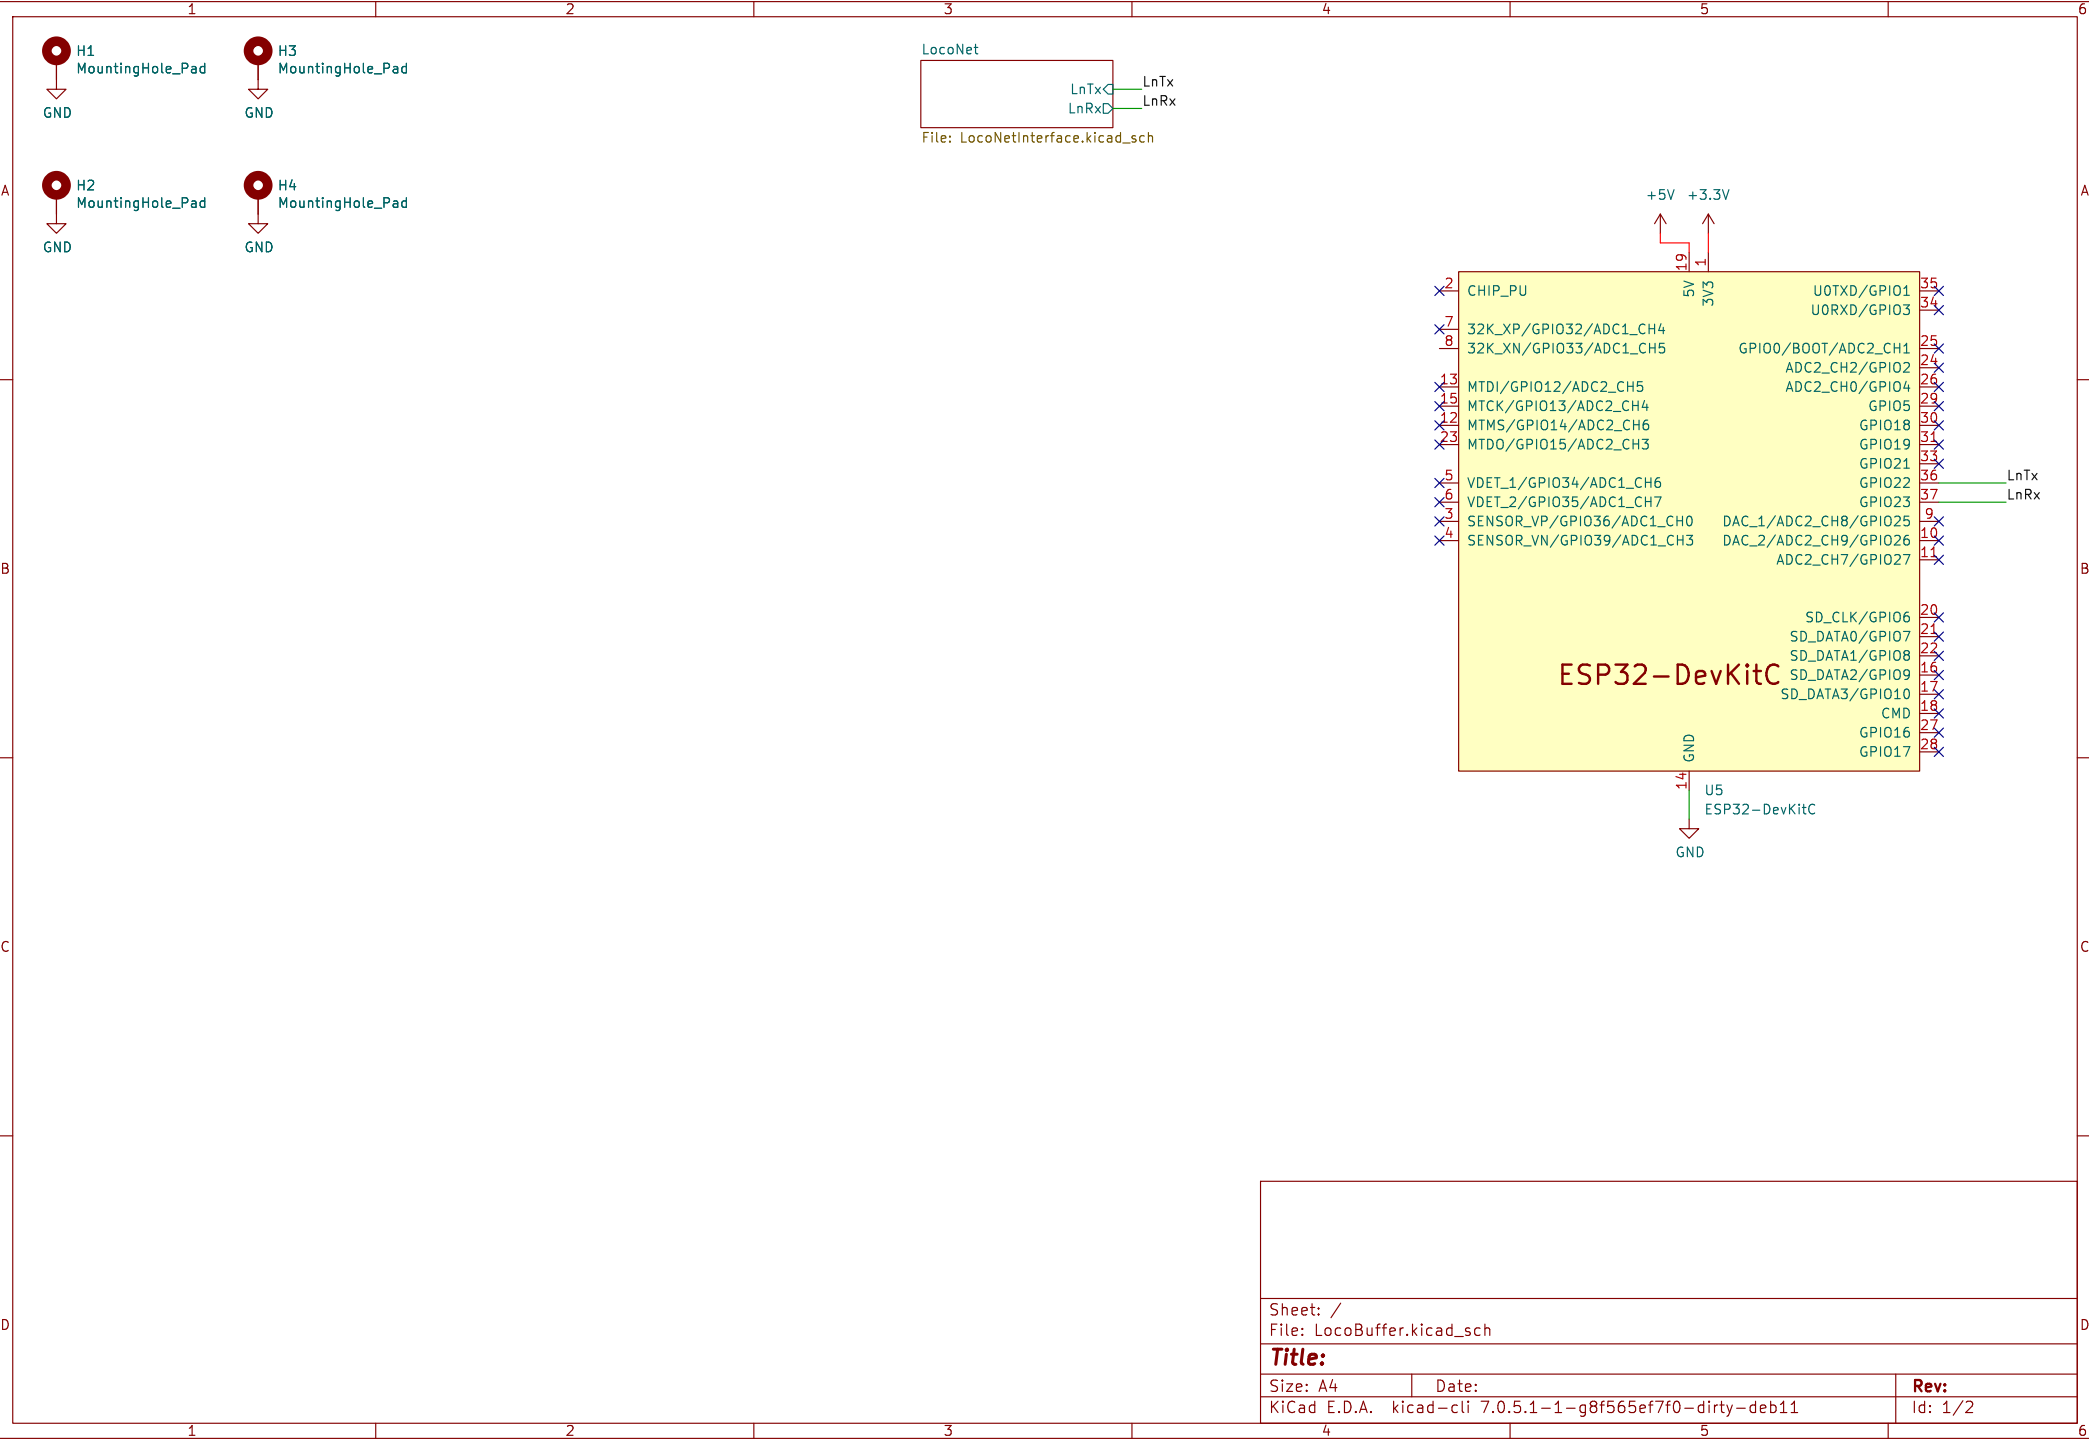 1 2 3 4 5 6
H1
MountingHole_Pad
GND
H3
MountingHole_Pad
GND
LocoNet
LnTx
LnRx
LnTx
LnRx
File: LocoNetInterface.kicad_sch
A
A
H2
MountingHole_Pad
GND
H4
MountingHole_Pad
GND
+5V
+3.3V
19
1
5V
3V3
2 CHIP_PU
7 32K_XP/GPIO32/ADC1_CH4
8 32K_XN/GPIO33/ADC1_CH5
13 MTDI/GPIO12/ADC2_CH5
15 MTCK/GPIO13/ADC2_CH4
12 MTMS/GPIO14/ADC2_CH6
23 MTDO/GPIO15/ADC2_CH3
5 VDET_1/GPIO34/ADC1_CH6
6 VDET_2/GPIO35/ADC1_CH7
3 SENSOR_VP/GPIO36/ADC1_CH0
4 SENSOR_VN/GPIO39/ADC1_CH3
U0TXD/GPIO1 35
U0RXD/GPIO3 34
GPIO0/BOOT/ADC2_CH1 25
ADC2_CH2/GPIO2 24
ADC2_CH0/GPIO4 26
GPIO5 29
GPIO18 30
GPIO19 31
GPIO21 33
GPIO22 36 LnTx
GPIO23 37 LnRx
DAC_1/ADC2_CH8/GPIO25 9
DAC_2/ADC2_CH9/GPIO26 10
ADC2_CH7/GPIO27 11
SD_CLK/GPIO6 20
SD_DATA0/GPIO7 21
SD_DATA1/GPIO8 22
SD_DATA2/GPIO9 16
SD_DATA3/GPIO10 17
CMD 18
GPIO16 27
GPIO17 28
ESP32-DevKitC
GND
14
U5
ESP32-DevKitC
GND
B
B
C
C
D
D
Sheet: /
File: LocoBuffer.kicad_sch
Title:
Size: A4 Date: Rev:
KiCad E.D.A. kicad-cli 7.0.5.1-1-g8f565ef7f0-dirty-deb11 Id: 1/2
1 2 3 4 5 6